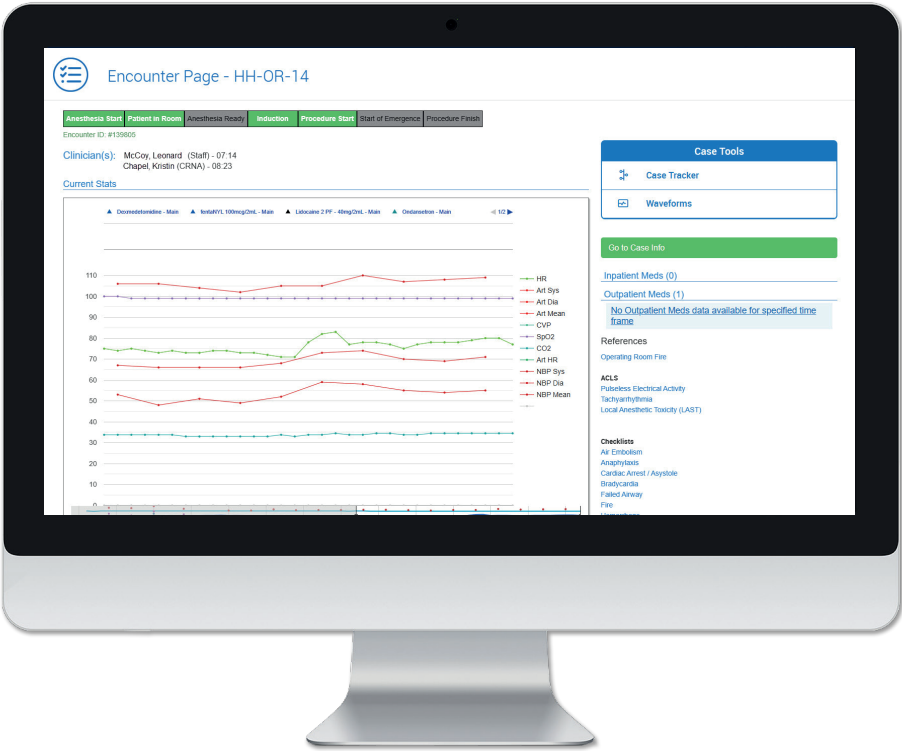 Encounter Page - HH-OR-14
Anesthesia Start Patient in Room Anesthesia Ready Induction Procedure Start Start of Emergence Procedure Finish
Encounter ID: #139805
Clinician(s): McCoy, Leonard (Staff) - 07:14
Chapel, Kristin (CRNA) - 08:23
Current Stats
Dexmedetomidine - Main fentaNYL 100mcg/2mL - Main Lidocaine 2 PF - 40mg/2mL - Main Ondansetron - Main 1/2
110
100
90
80
70
60
50
40
30
20
10
0
HR
Art Sys
Art Dia
Art Mean
CVP
SpO2
CO2
Art HR
NBP Sys
NBP Dia
NBP Mean
Case Tools
Case Tracker
Waveforms
Go to Case Info
Inpatient Meds (0)
Outpatient Meds (1)
No Outpatient Meds data available for specified time
frame
References
Operating Room Fire
ACLS
Pulseless Electrical Activity
Tachyarrhythmia
Local Anesthetic Toxicity (LAST)
Checklists
Air Embolism
Anaphylaxis
Cardiac Arrest / Asystole
Bradycardia
Failed Airway
Fire